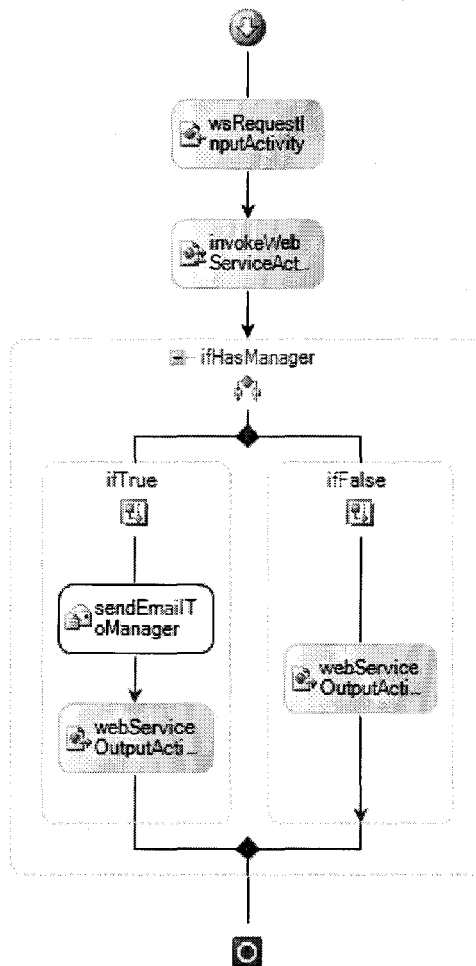 wsRequestI
nputActivity
invokeWeb
ServiceAct...
ifHasManager
ifTrue
ifFalse
sendEmailT
oManager
webService
OutputActi...
webService
OutputActi...